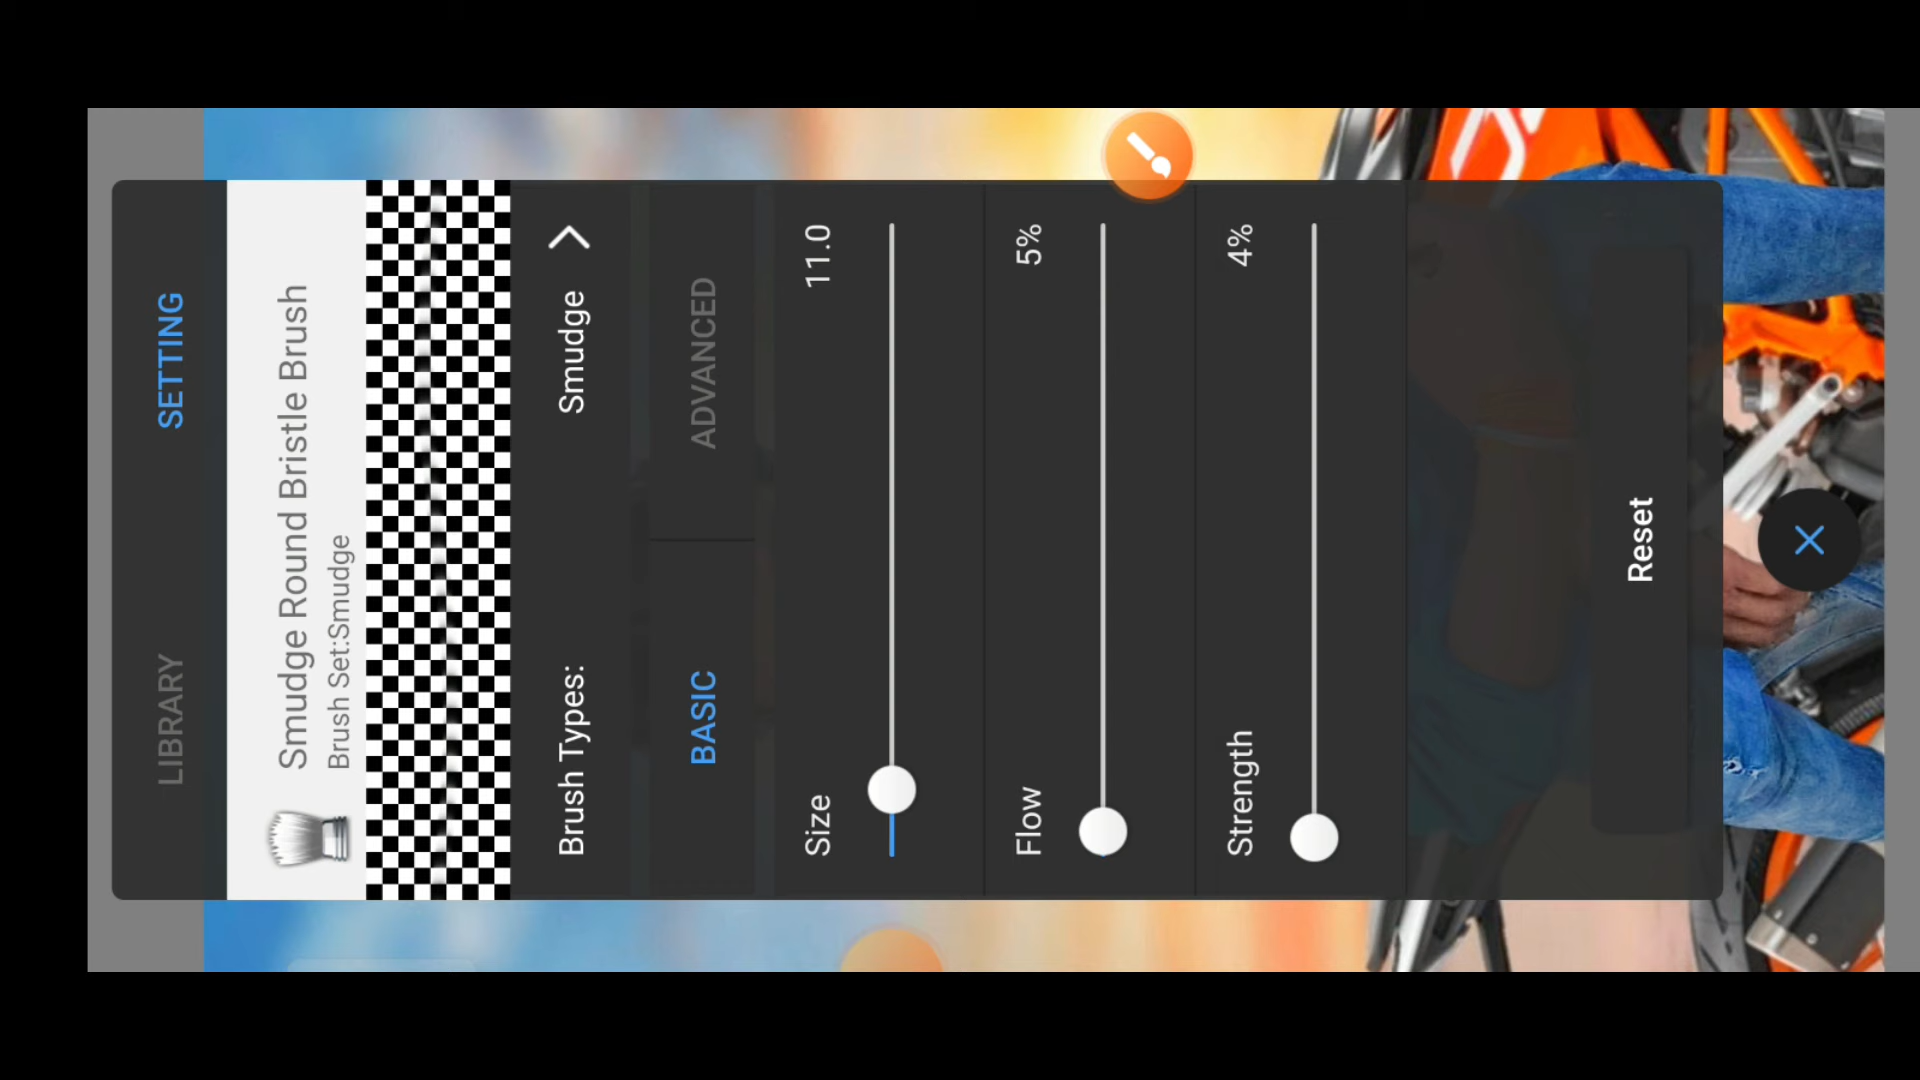 LIBRARY SETTING
Smudge Round Bristle Brush
Brush Set:Smudge
Brush Types: Smudge
BASIC ADVANCED
Size 11.0
Flow 5%
Strength 4%
Reset